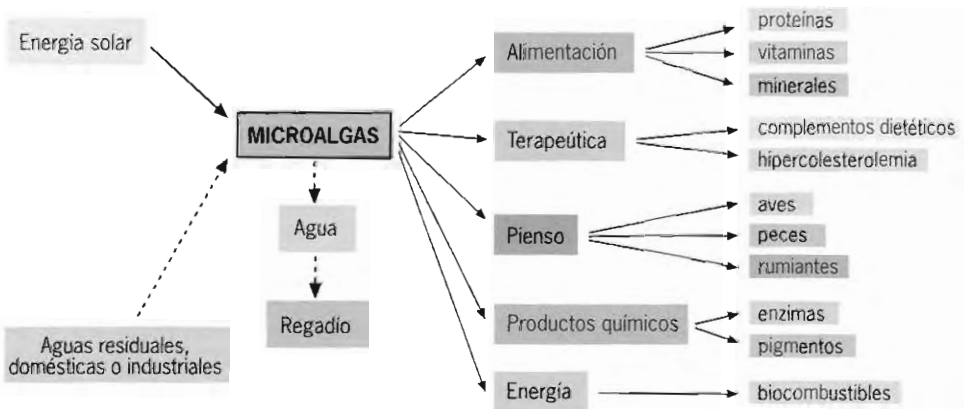 Energía solar
MICROALGAS
Agua
Regadío
Aguas residuales,
domésticas o industriales
Alimentación
proteínas
vitaminas
minerales
Terapeútica
complementos dietéticos
hipercolesterolemia
Pienso
aves
peces
rumiantes
Productos químicos
enzimas
pigmentos
Energía
biocombustibles